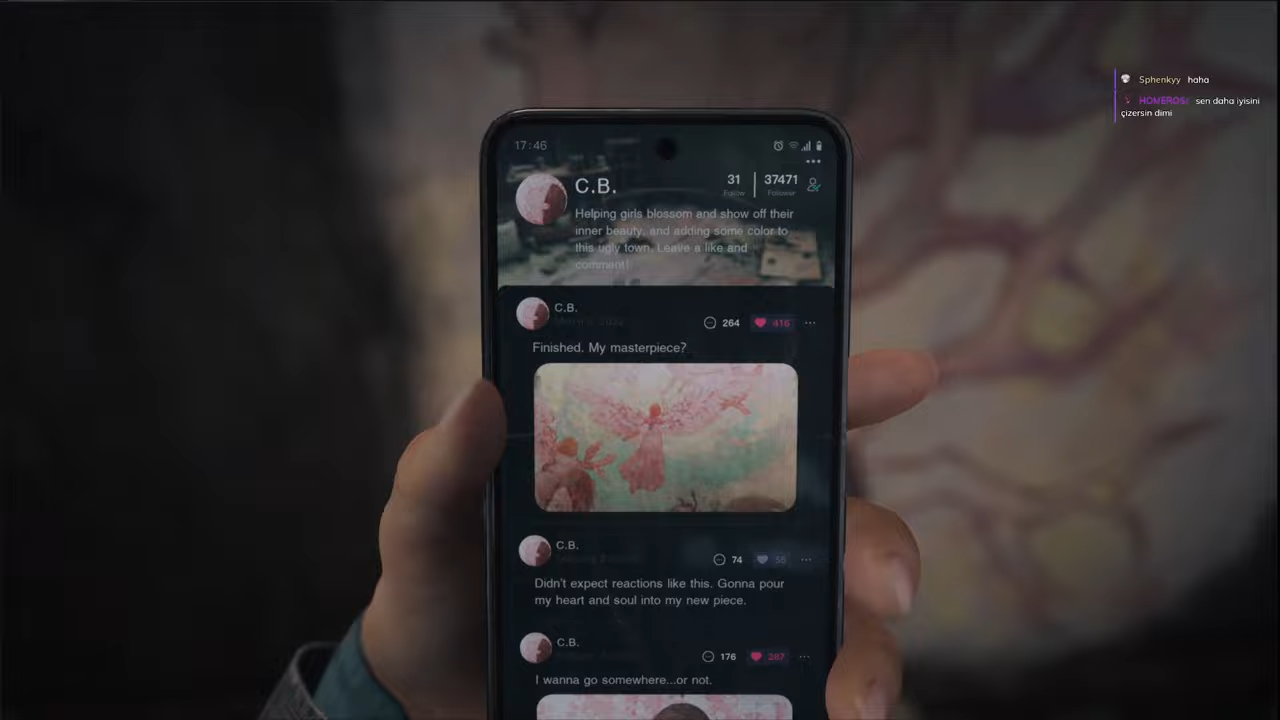 Sphenkyy haha
HOMEROS: sen daha iyisini
çizersin dimi
17:46
C.B.
31
37471
Follow
Follower
Helping girls blossom and show off their
inner beauty, and adding some color to
this ugly town. Leave a like and
comment!
C.B.
264
416
Finished. My masterpiece?
C.B.
74
56
Didn't expect reactions like this. Gonna pour
my heart and soul into my new piece.
C.B.
176
287
I wanna go somewhere...or not.